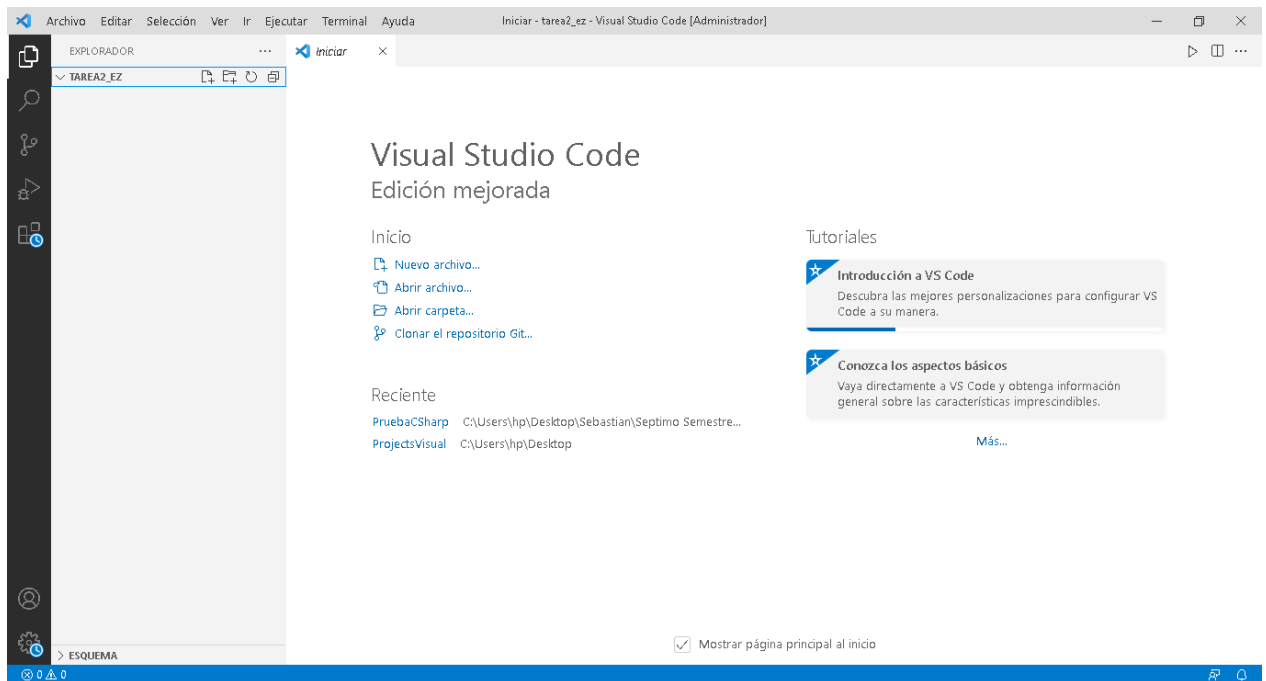 Archivo Editar Selección Ver Ir Ejecutar Terminal Ayuda
Iniciar - tarea2_ez - Visual Studio Code [Administrador]
EXPLORADOR
Iniciar
TAREA2_EZ
Visual Studio Code
Edición mejorada
Inicio
Nuevo archivo...
Abrir archivo...
Abrir carpeta...
Clonar el repositorio Git...
Reciente
PruebaCSharp C:\Users\hp\Desktop\Sebastian\Septimo Semestre...
ProjectsVisual C:\Users\hp\Desktop
Tutoriales
Introducción a VS Code
Descubra las mejores personalizaciones para configurar VS
Code a su manera.
Conozca los aspectos básicos
Vaya directamente a VS Code y obtenga información
general sobre las características imprescindibles.
Más...
Mostrar página principal al inicio
ESQUEMA
0 0